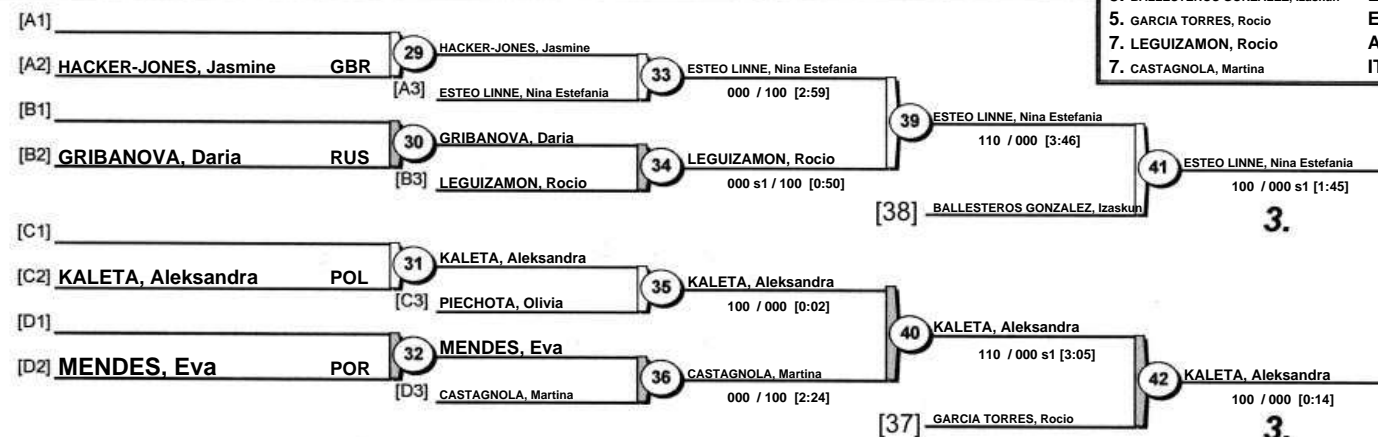 5. GARCIA TORRES, Rocio E
7. LEGUIZAMON, Rocio A
7. CASTAGNOLA, Martina IT
[A1]
[A2] HACKER-JONES, Jasmine GBR
29
HACKER-JONES, Jasmine
[A3] ESTEO LINNE, Nina Estefania
33
ESTEO LINNE, Nina Estefania
000 / 100 [2:59]
[B1]
[B2] GRIBANOVA, Daria RUS
30
GRIBANOVA, Daria
[B3] LEGUIZAMON, Rocio
34
LEGUIZAMON, Rocio
000 s1 / 100 [0:50]
39
ESTEO LINNE, Nina Estefania
110 / 000 [3:46]
[38] BALLESTEROS GONZALEZ, Izaskun
41
ESTEO LINNE, Nina Estefania
100 / 000 s1 [1:45]
3.
[C1]
[C2] KALETA, Aleksandra POL
31
KALETA, Aleksandra
[C3] PIECHOTA, Olivia
35
KALETA, Aleksandra
100 / 000 [0:02]
[D1]
[D2] MENDES, Eva POR
32
MENDES, Eva
[D3] CASTAGNOLA, Martina
36
CASTAGNOLA, Martina
000 / 100 [2:24]
40
KALETA, Aleksandra
110 / 000 s1 [3:05]
[37] GARCIA TORRES, Rocio
42
KALETA, Aleksandra
100 / 000 [0:14]
3.